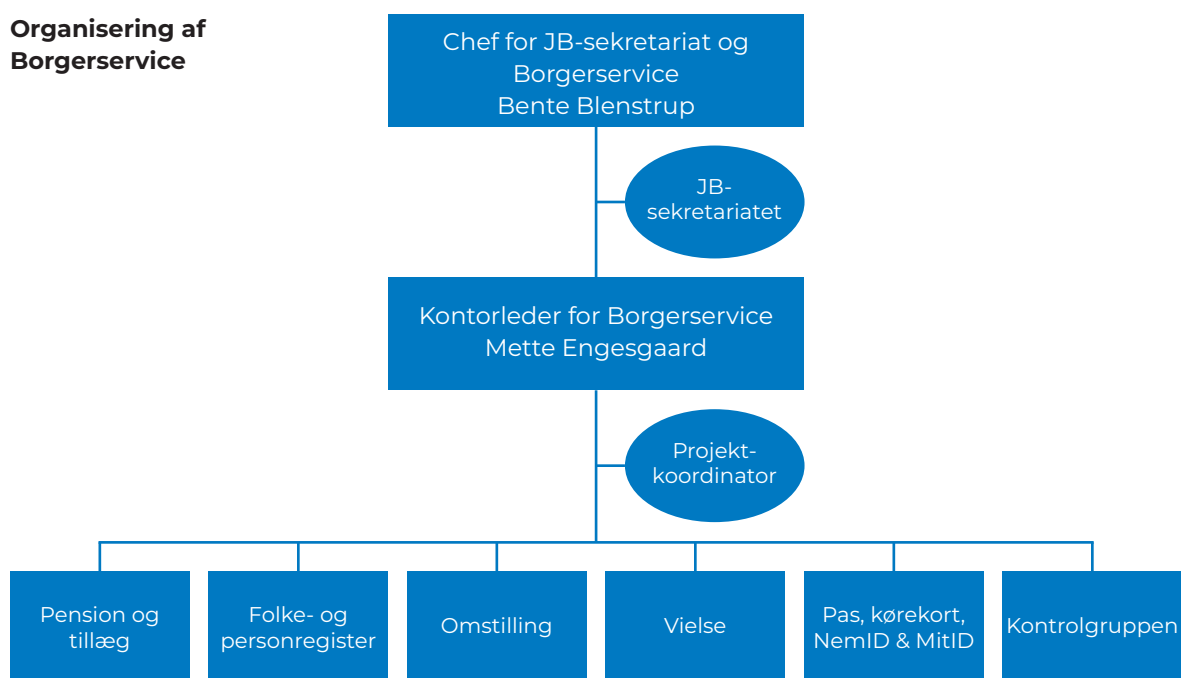 Organisering af
Borgerservice
Chef for JB-sekretariat og
Borgerservice
Bente Blenstrup
JB-
sekretariatet
Kontorleder for Borgerservice
Mette Engesgaard
Projekt-
koordinator
Pension og
tillæg
Folke- og
personregister
Omstilling
Vielse
Pas, kørekort,
NemID & MitID
Kontrolgruppen